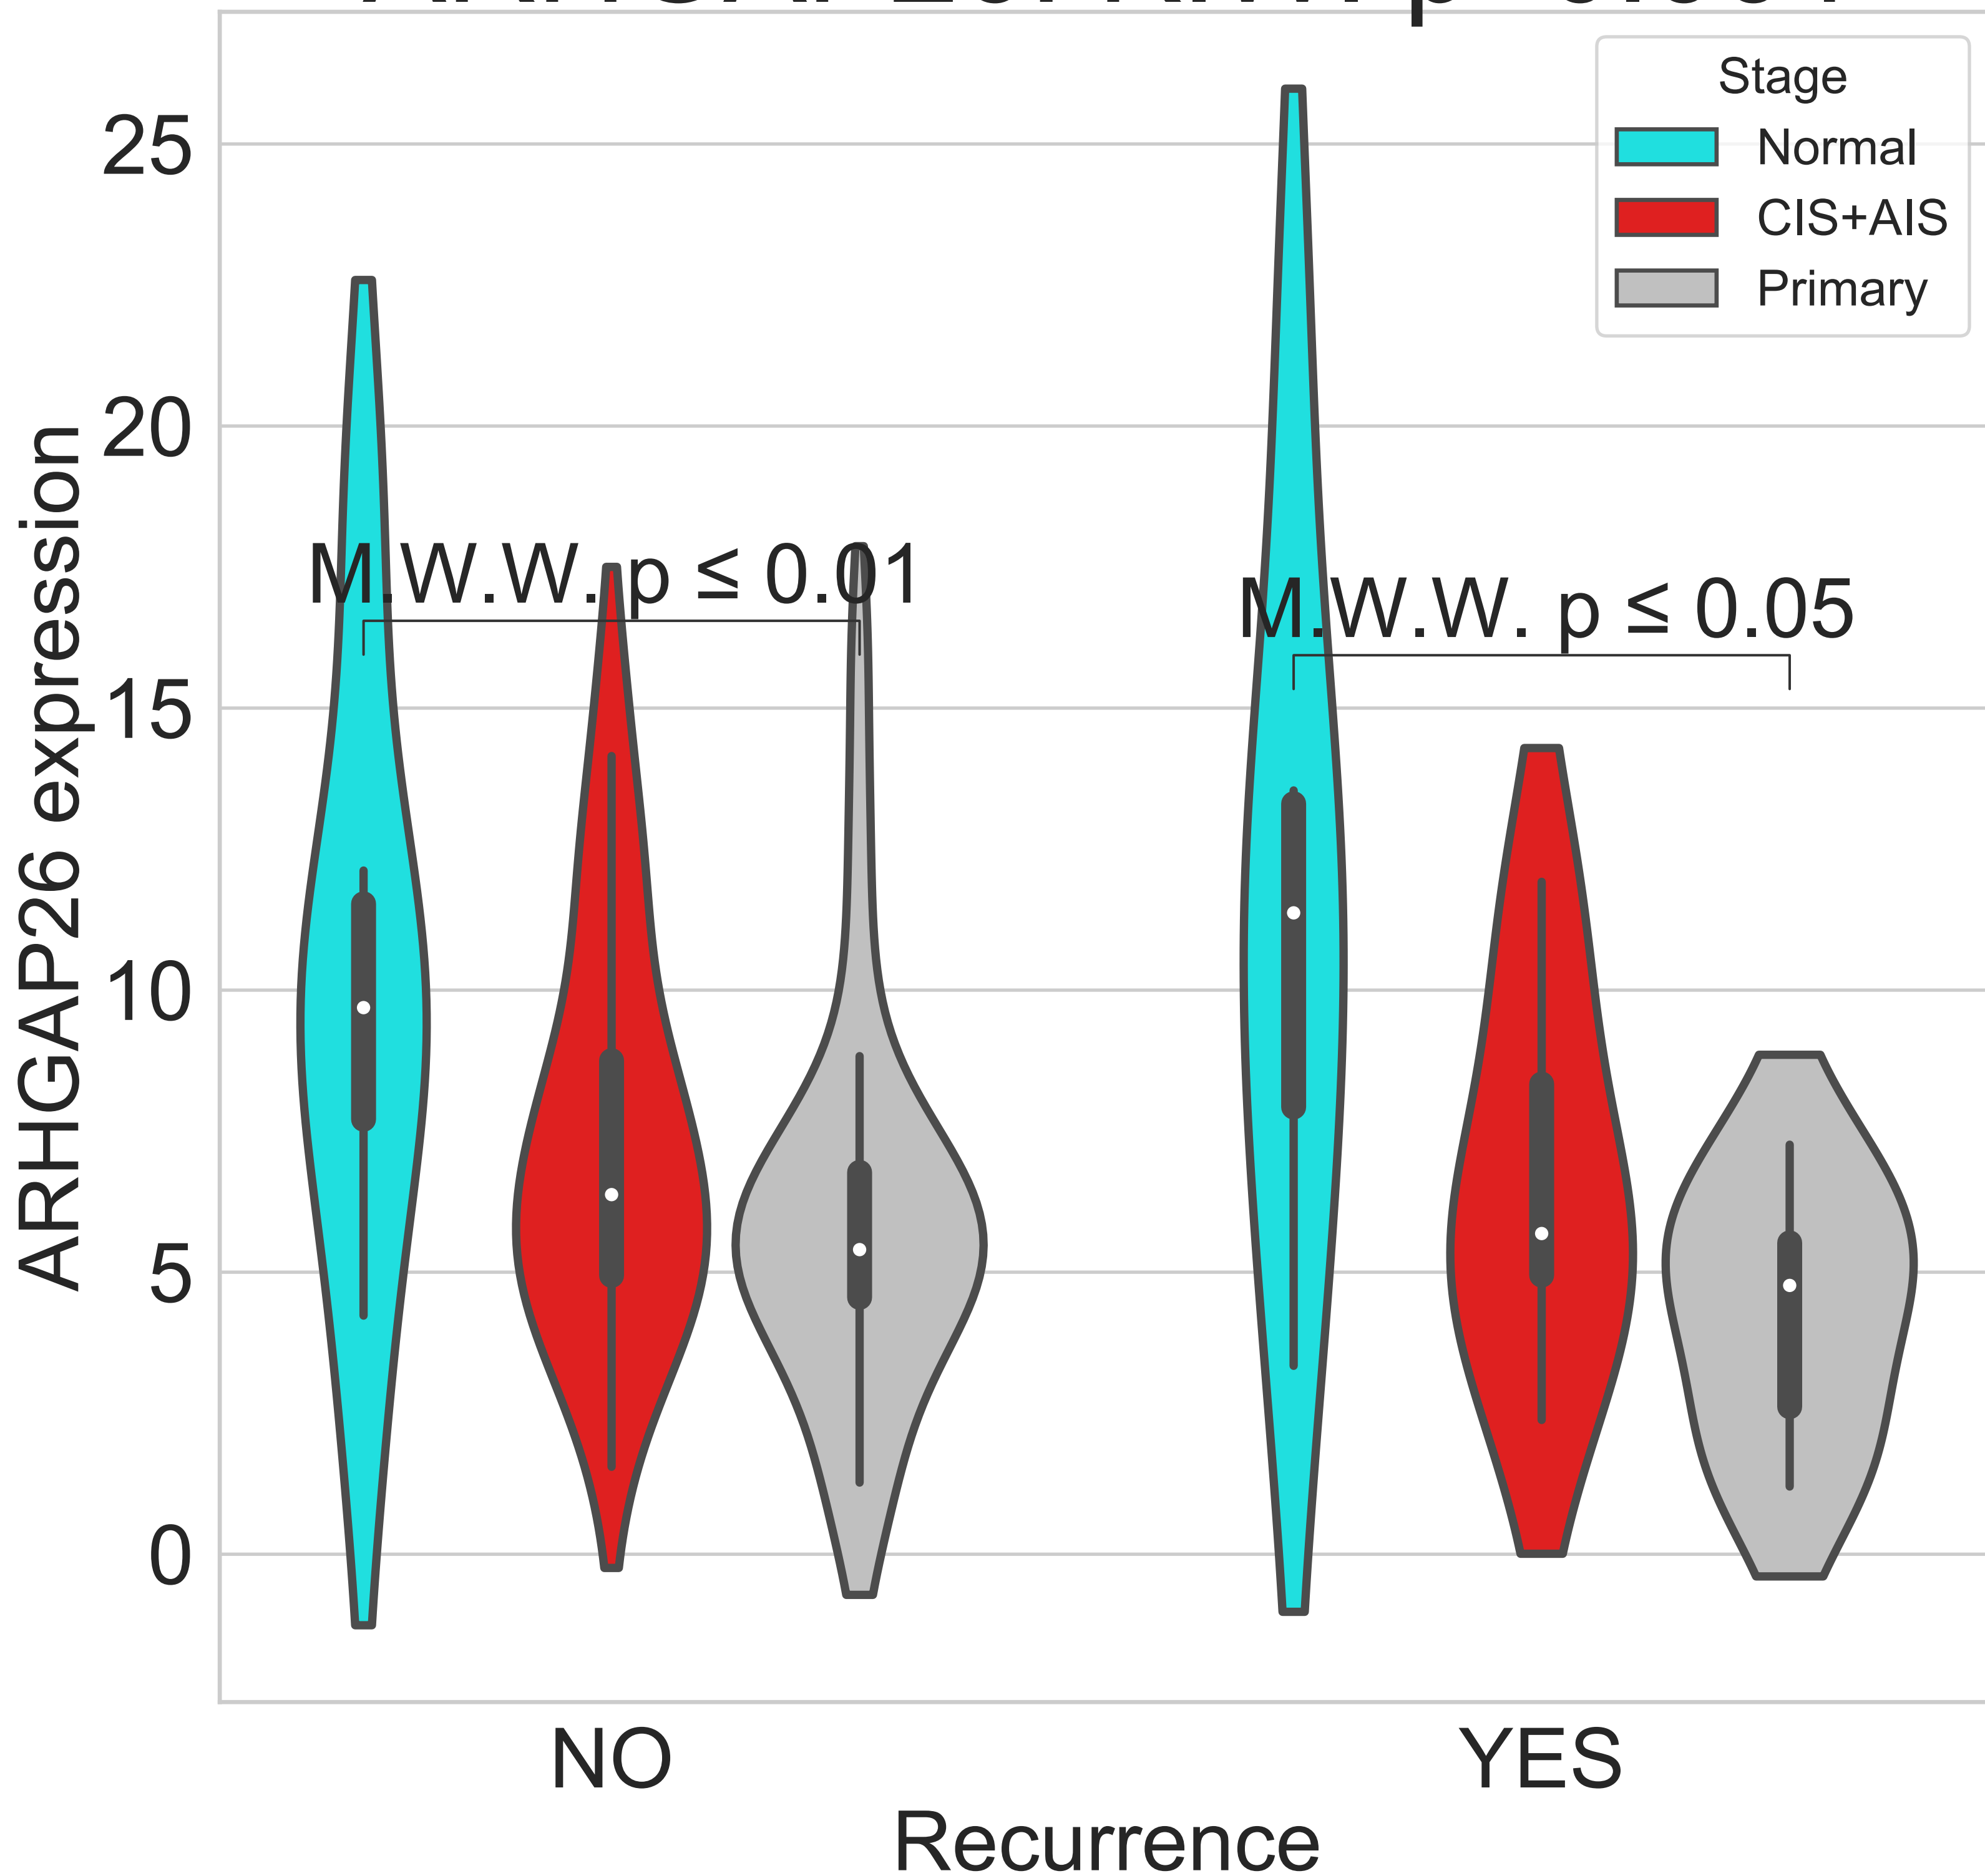 Stage
Normal
CIS+AIS
Primary
25
20
15
10
5
0
ARHGAP26 expression
M.W.W. p ≤ 0.01
M.W.W. p ≤ 0.05
NO
YES
Recurrence